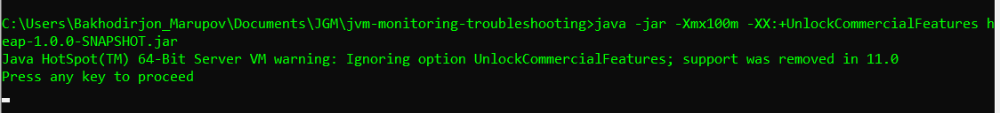 C:\Users\Bakhodirjon_Marupov\Documents\JGM\jvm-monitoring-troubleshooting>java -jar -Xmx100m -XX:+UnlockCommercialFeatures h
eap-1.0.0-SNAPSHOT.jar
Java HotSpot(TM) 64-Bit Server VM warning: Ignoring option UnlockCommercialFeatures; support was removed in 11.0
Press any key to proceed